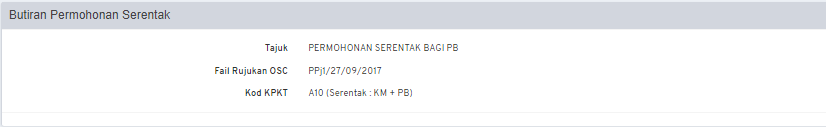 Butiran Permohonan Serentak
Tajuk PERMOHONAN SERENTAK BAGI PB
Fail Rujukan OSC PPj1/27/09/2017
Kod KPKT A10 (Serentak : KM + PB)